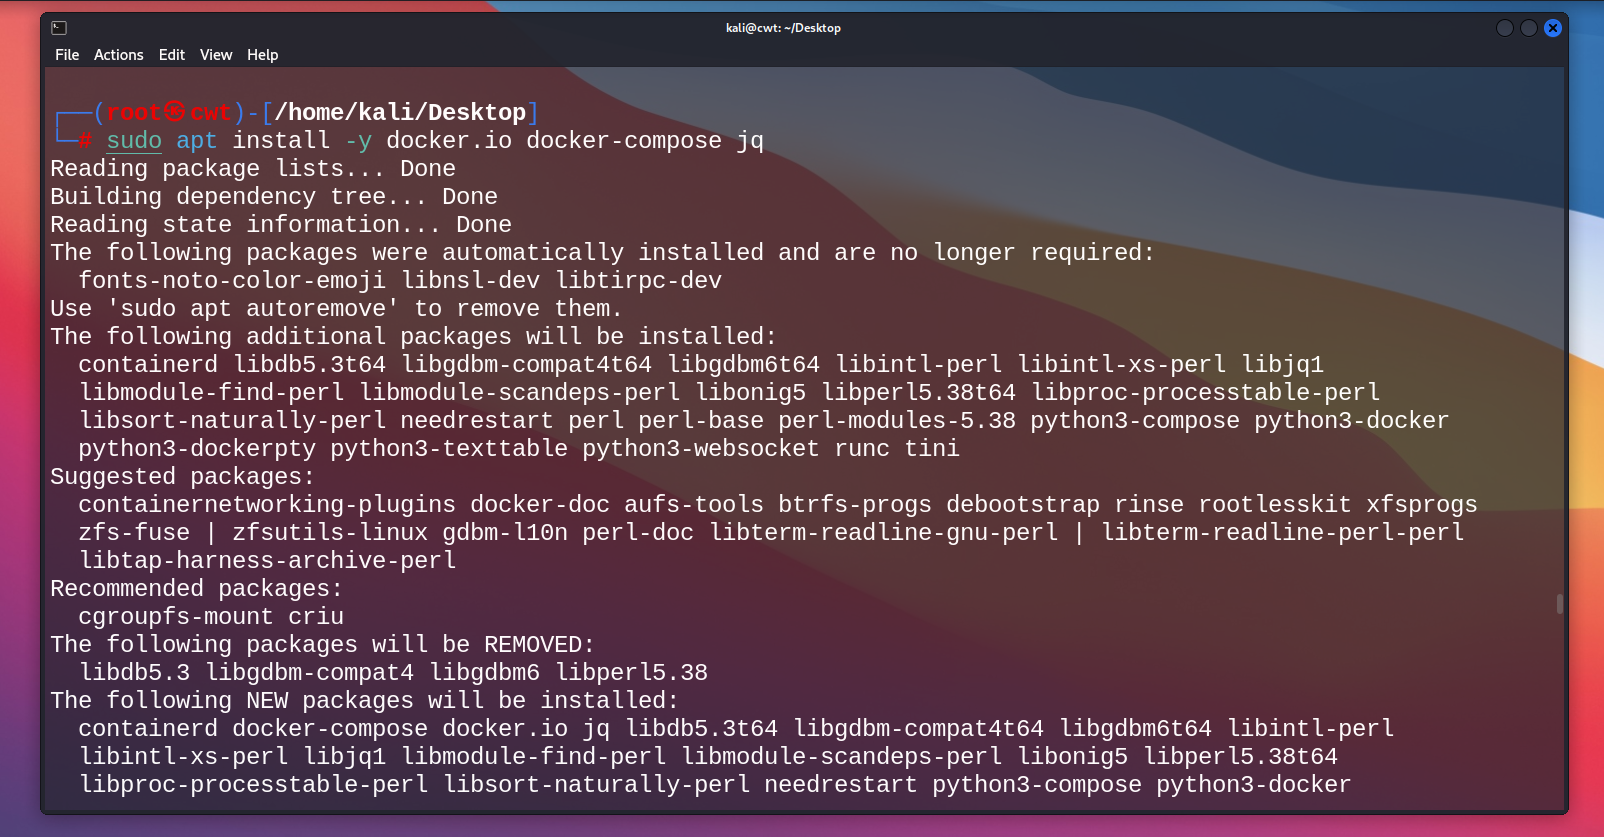 kali@cwt: ~/Desktop
File Actions Edit View Help
┌──(root㉿cwt)-[/home/kali/Desktop]
└─# sudo apt install -y docker.io docker-compose jq
Reading package lists... Done
Building dependency tree... Done
Reading state information... Done
The following packages were automatically installed and are no longer required:
  fonts-noto-color-emoji libnsl-dev libtirpc-dev
Use 'sudo apt autoremove' to remove them.
The following additional packages will be installed:
  containerd libdb5.3t64 libgdbm-compat4t64 libgdbm6t64 libintl-perl libintl-xs-perl libjq1
  libmodule-find-perl libmodule-scandeps-perl libonig5 libperl5.38t64 libproc-processtable-perl
  libsort-naturally-perl needrestart perl perl-base perl-modules-5.38 python3-compose python3-docker
  python3-dockerpty python3-texttable python3-websocket runc tini
Suggested packages:
  containernetworking-plugins docker-doc aufs-tools btrfs-progs debootstrap rinse rootlesskit xfsprogs
  zfs-fuse | zfsutils-linux gdbm-l10n perl-doc libterm-readline-gnu-perl | libterm-readline-perl-perl
  libtap-harness-archive-perl
Recommended packages:
  cgroupfs-mount criu
The following packages will be REMOVED:
  libdb5.3 libgdbm-compat4 libgdbm6 libperl5.38
The following NEW packages will be installed:
  containerd docker-compose docker.io jq libdb5.3t64 libgdbm-compat4t64 libgdbm6t64 libintl-perl
  libintl-xs-perl libjq1 libmodule-find-perl libmodule-scandeps-perl libonig5 libperl5.38t64
  libproc-processtable-perl libsort-naturally-perl needrestart python3-compose python3-docker